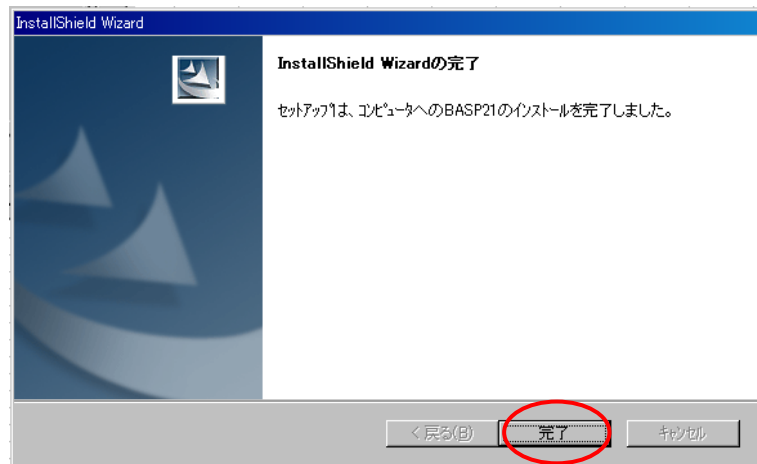 InstallShield Wizard
InstallShield Wizardの完了
セットアップは、コンピュータへのBASP21のインストールを完了しました。
< 戻る(B)
完了
キャンセル